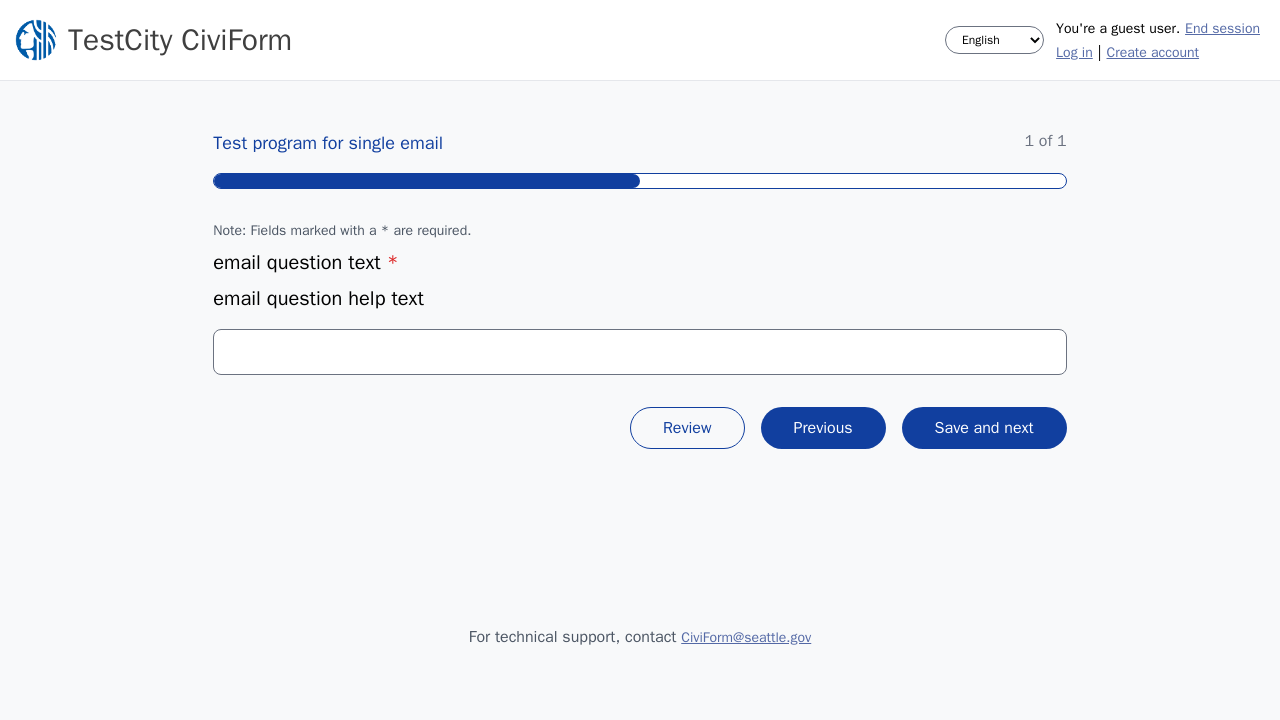 TestCity CiviForm
English
You're a guest user. End session
Log in | Create account
Test program for single email
1 of 1
Note: Fields marked with a * are required.
email question text *
email question help text
Review
Previous
Save and next
For technical support, contact CiviForm@seattle.gov